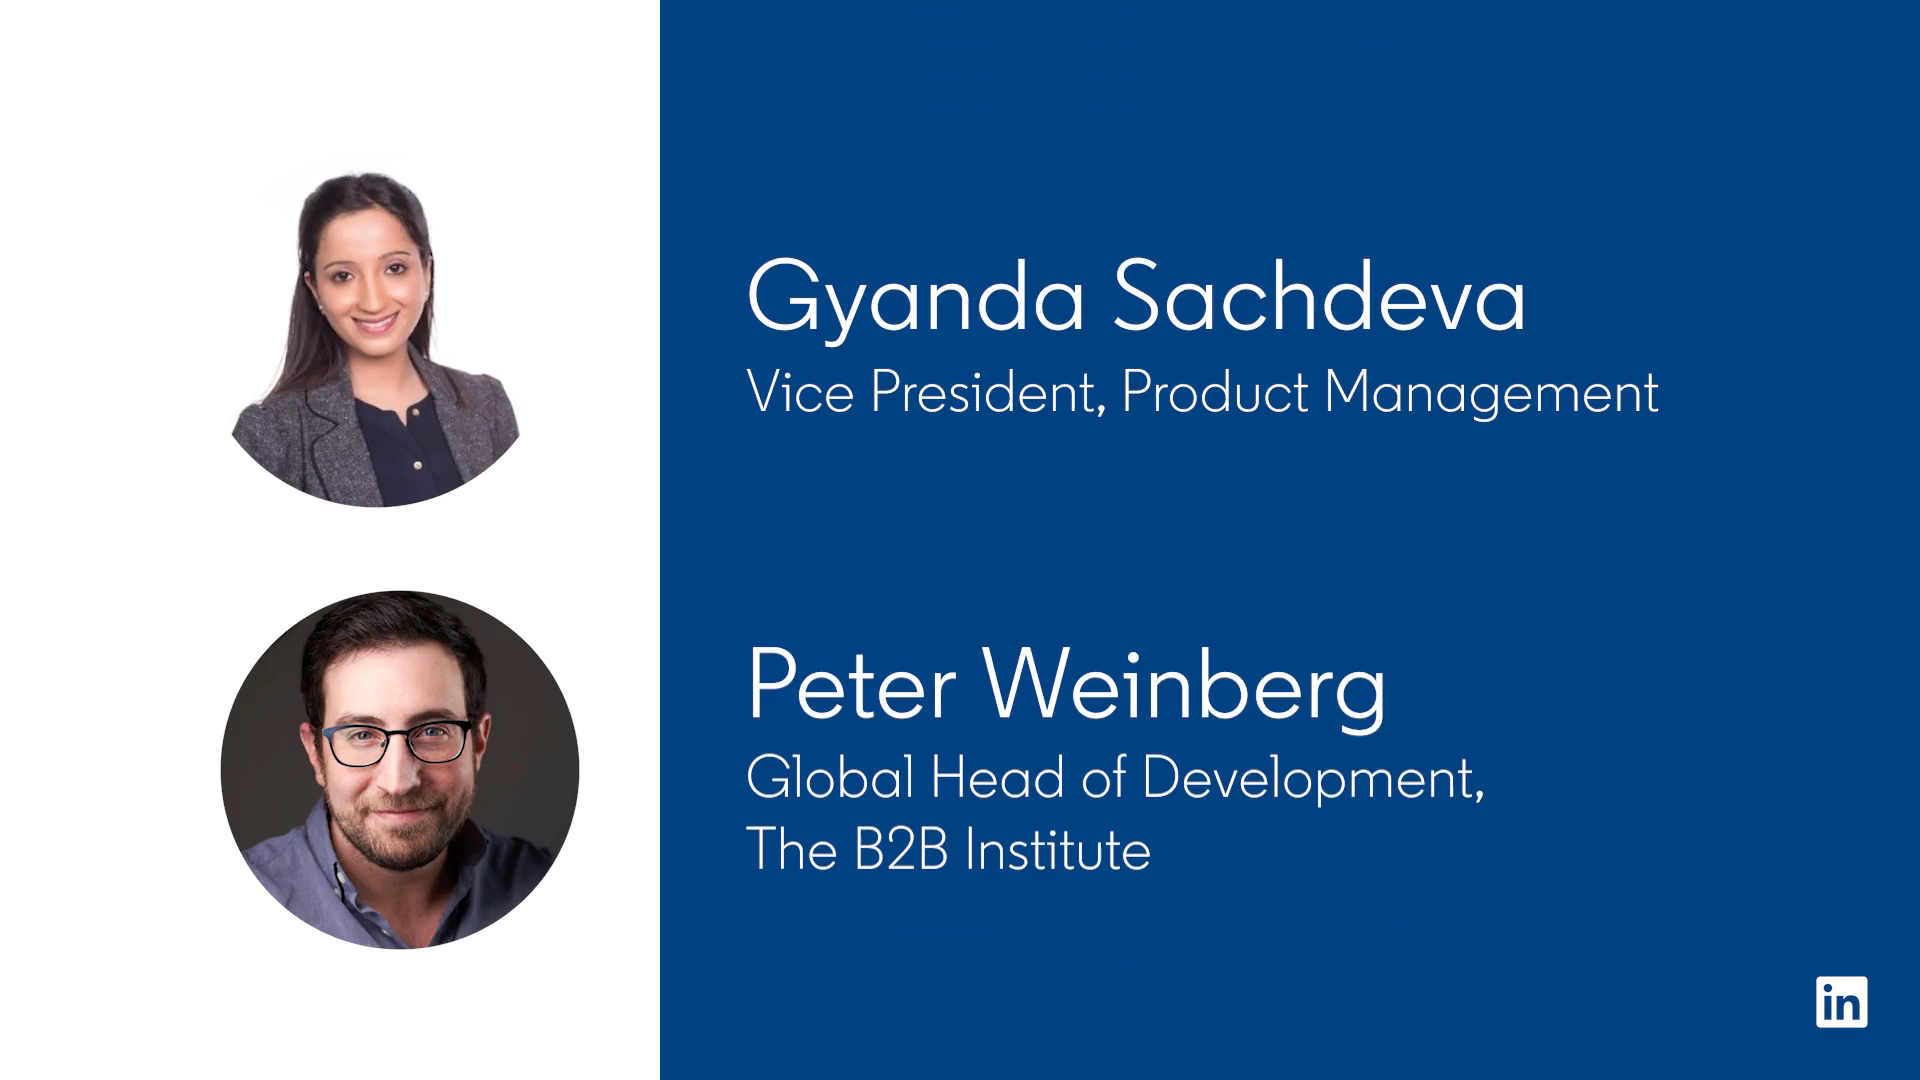 Gyanda Sachdeva
Vice President, Product Management
Peter Weinberg
Global Head of Development,
The B2B Institute
in